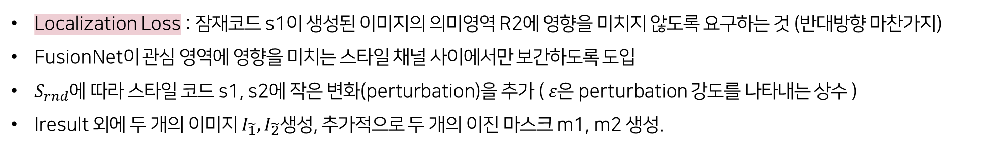 • Localization Loss : 잠재코드 s1이 생성된 이미지의 의미영역 R2에 영향을 미치지 않도록 요구하는 것 (반대방향 마찬가지)
• FusionNet이 관심 영역에 영향을 미치는 스타일 채널 사이에서만 보간하도록 도입
• $S_{rnd}$에 따라 스타일 코드 s1, s2에 작은 변화(perturbation)을 추가 ( $\varepsilon$은 perturbation 강도를 나타내는 상수 )
• Iresult 외에 두 개의 이미지 $I_{\tilde{1}}, I_{\tilde{2}}$생성, 추가적으로 두 개의 이진 마스크 m1, m2 생성.